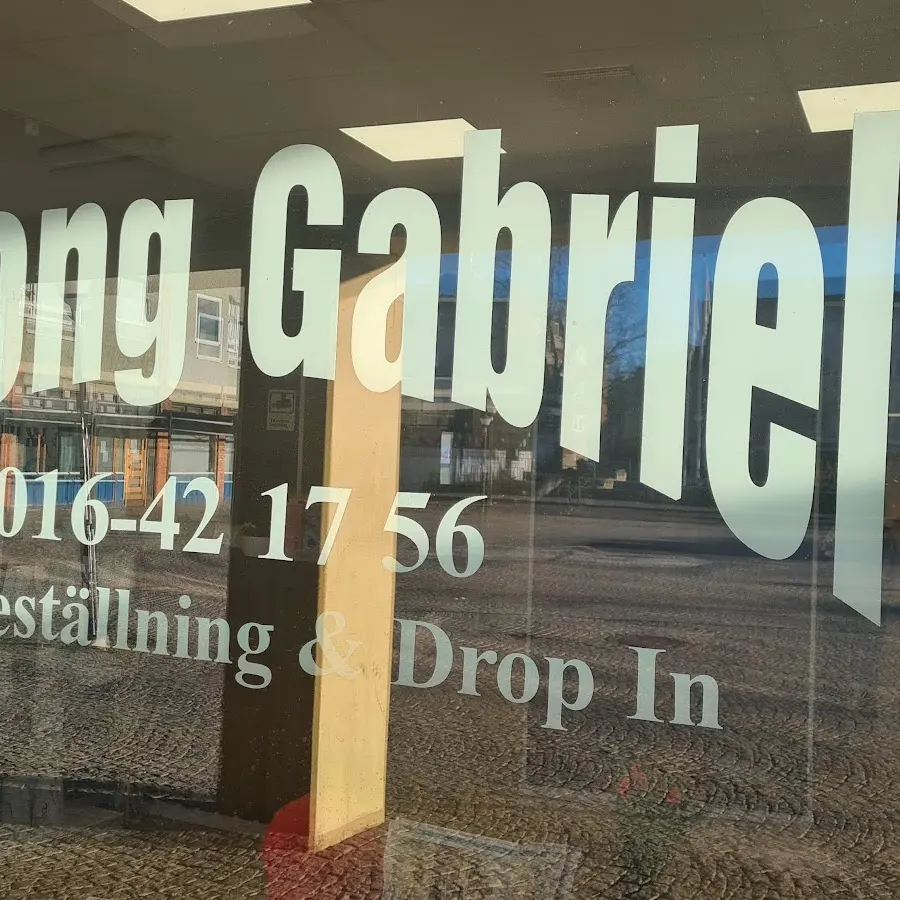 ong Gabriel
016-42 17 56
eställning & Drop In